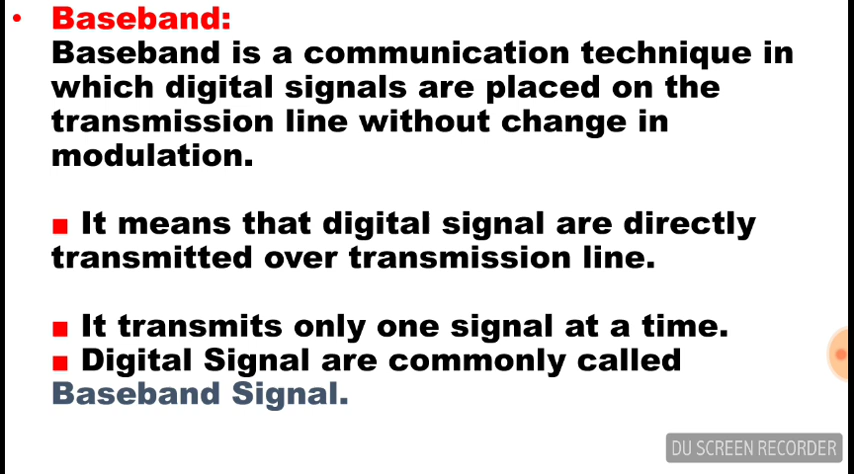 • Baseband:
Baseband is a communication technique in
which digital signals are placed on the
transmission line without change in
modulation.
■ It means that digital signal are directly
transmitted over transmission line.
■ It transmits only one signal at a time.
■ Digital Signal are commonly called
Baseband Signal.
DU SCREEN RECORDER